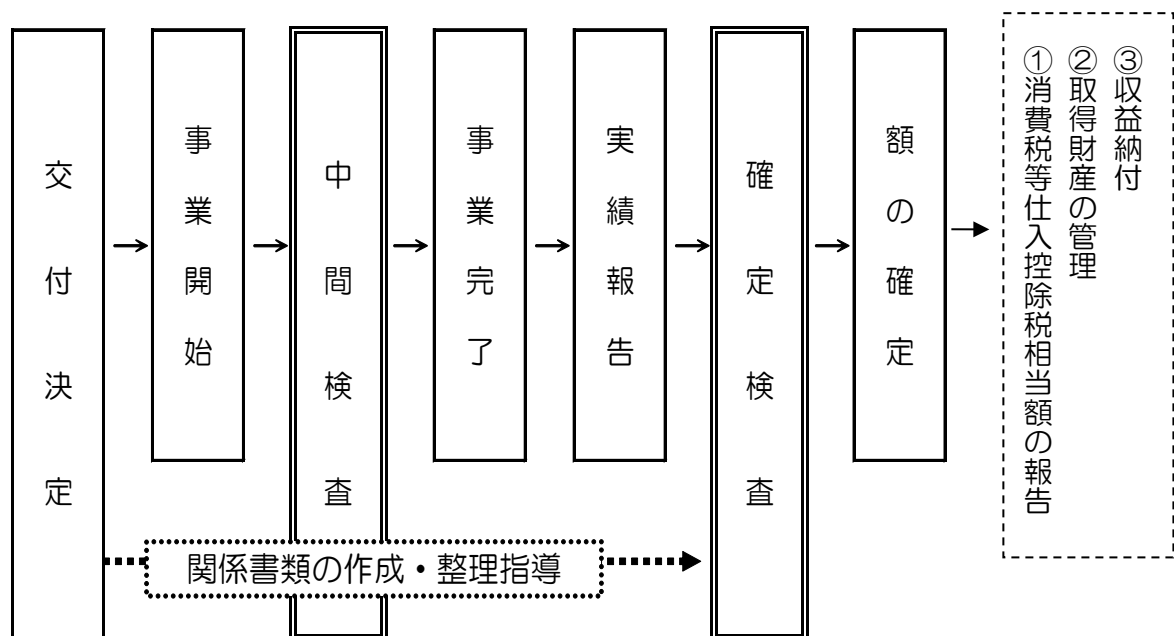 交付決定
事業開始
中間検査
事業完了
実績報告
確定検査
額の確定
①消費税等仕入控除税相当額の報告
②取得財産の管理
③収益納付
関係書類の作成・整理指導